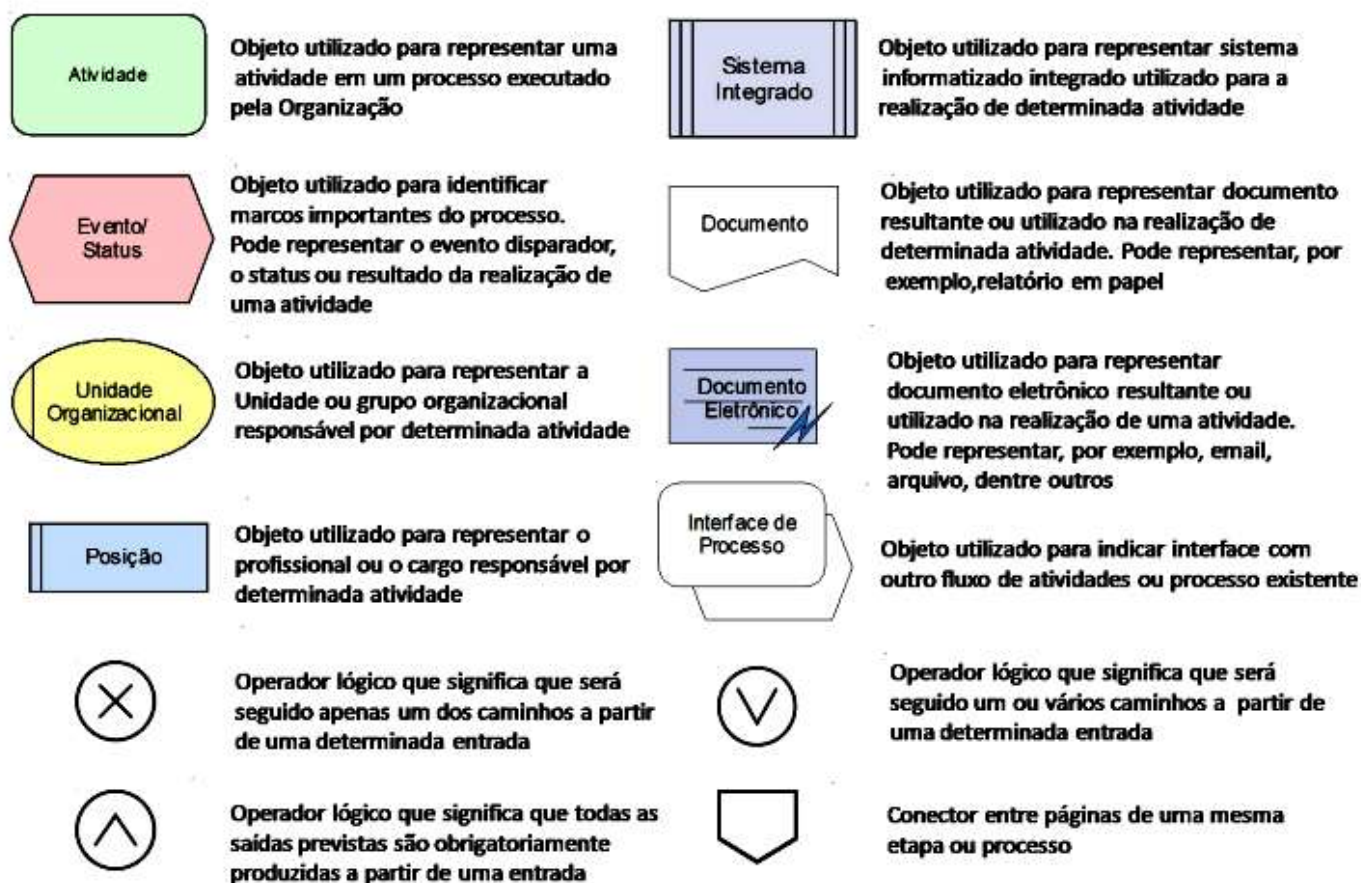 Atividade
Objeto utilizado para representar uma
atividade em um processo executado
pela Organização
Sistema
Integrado
Objeto utilizado para representar sistema
informatizado integrado utilizado para a
realização de determinada atividade
Evento/
Status
Objeto utilizado para identificar
marcos importantes do processo.
Pode representar o evento disparador,
o status ou resultado da realização de
uma atividade
Documento
Objeto utilizado para representar documento
resultante ou utilizado na realização de
determinada atividade. Pode representar, por
exemplo,relatório em papel
Unidade
Organizacional
Objeto utilizado para representar a
Unidade ou grupo organizacional
responsável por determinada atividade
Documento
Eletrônico
Objeto utilizado para representar
documento eletrônico resultante ou
utilizado na realização de uma atividade.
Pode representar, por exemplo, email,
arquivo, dentre outros
Posição
Objeto utilizado para representar o
profissional ou o cargo responsável por
determinada atividade
Interface de
Processo
Objeto utilizado para indicar interface com
outro fluxo de atividades ou processo existente
Operador lógico que significa que será
seguido apenas um dos caminhos a partir
de uma determinada entrada
Operador lógico que significa que será
seguido um ou vários caminhos a partir de
uma determinada entrada
Operador lógico que significa que todas as
saídas previstas são obrigatoriamente
produzidas a partir de uma entrada
Conector entre páginas de uma mesma
etapa ou processo